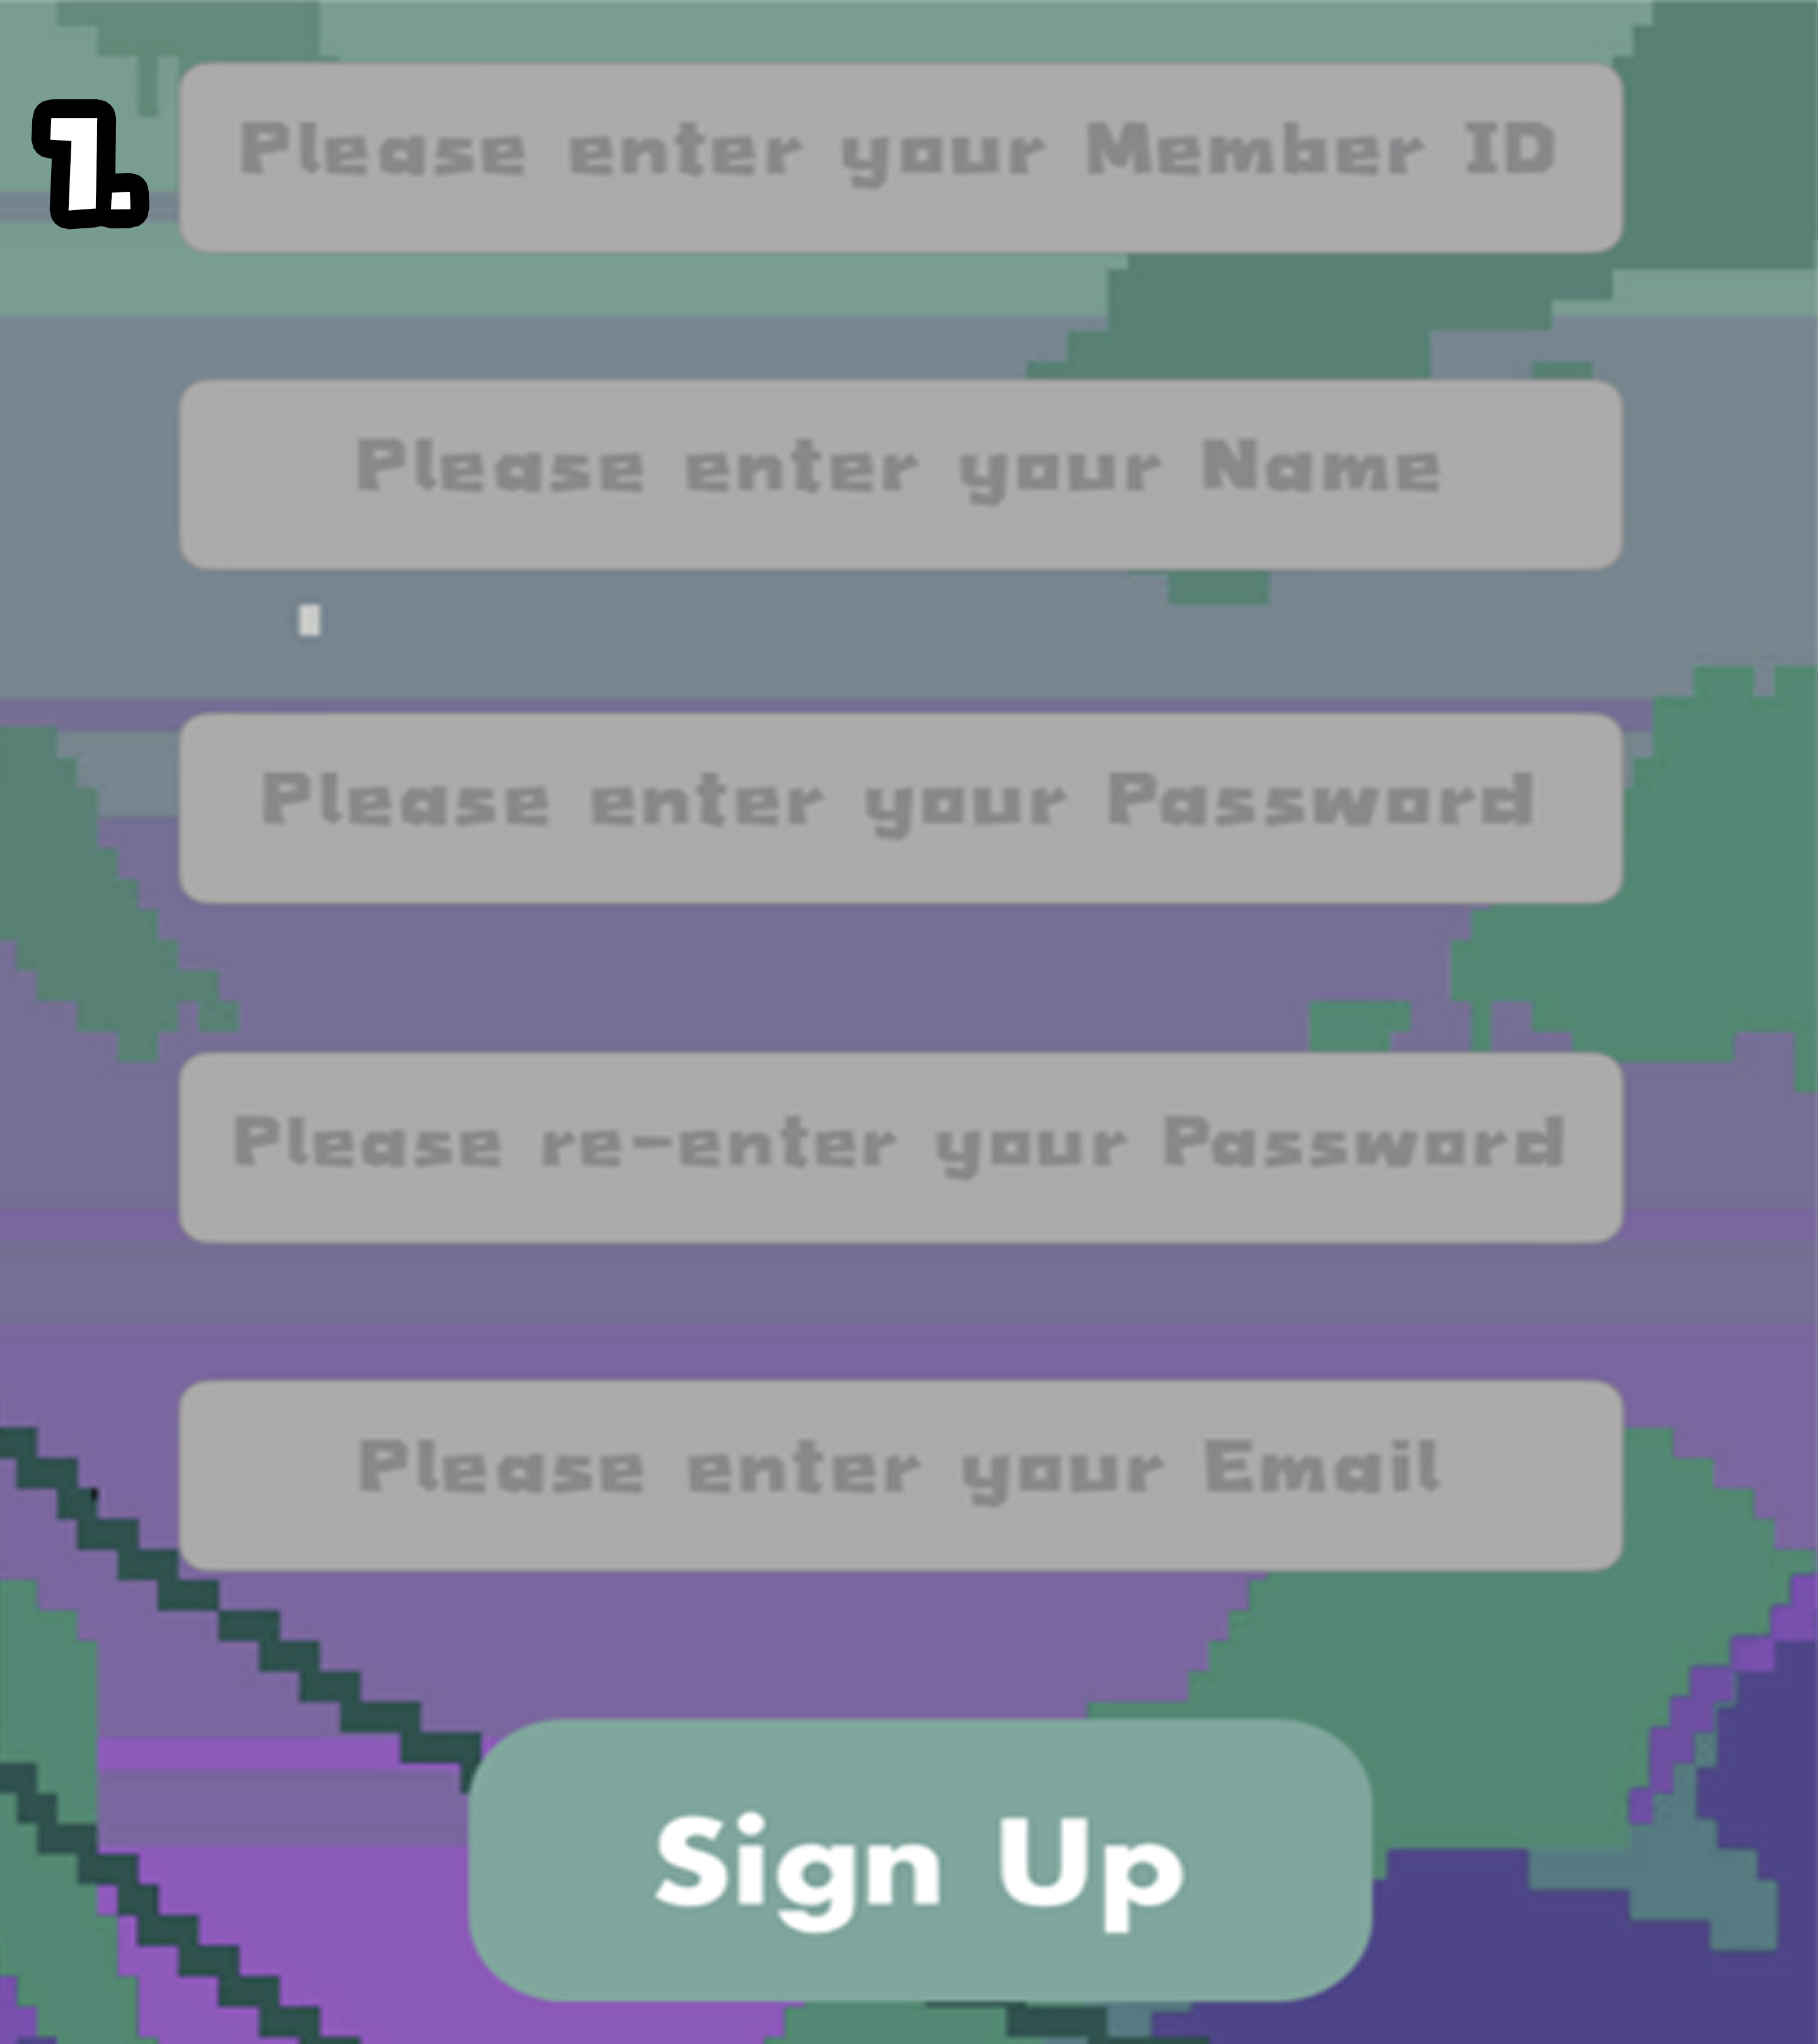 1.
Please enter your Member ID
Please enter your Name
Please enter your Password
Please re-enter your Password
Please enter your Email
Sign Up